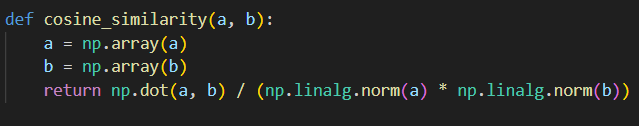 def cosine_similarity(a, b):
    a = np.array(a)
    b = np.array(b)
    return np.dot(a, b) / (np.linalg.norm(a) * np.linalg.norm(b))